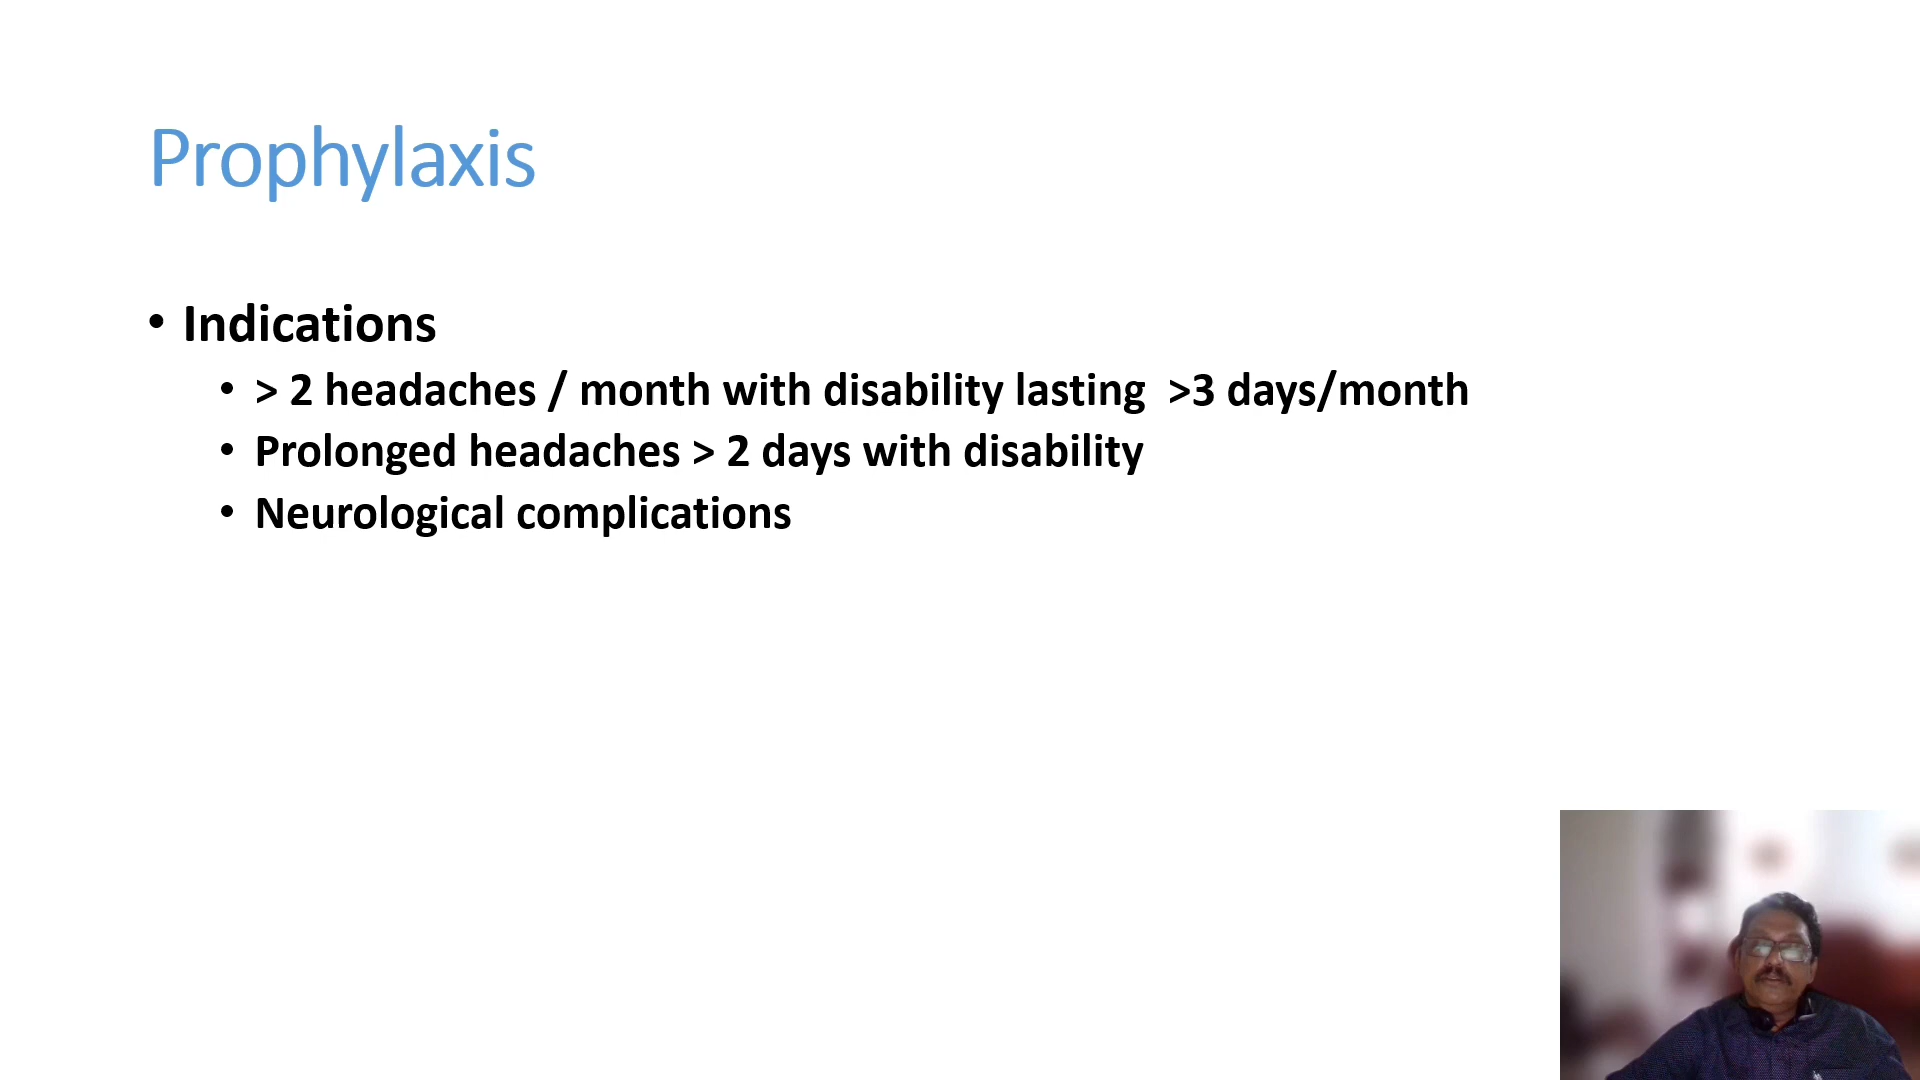 Prophylaxis
• Indications
• > 2 headaches / month with disability lasting  >3 days/month
• Prolonged headaches > 2 days with disability
• Neurological complications